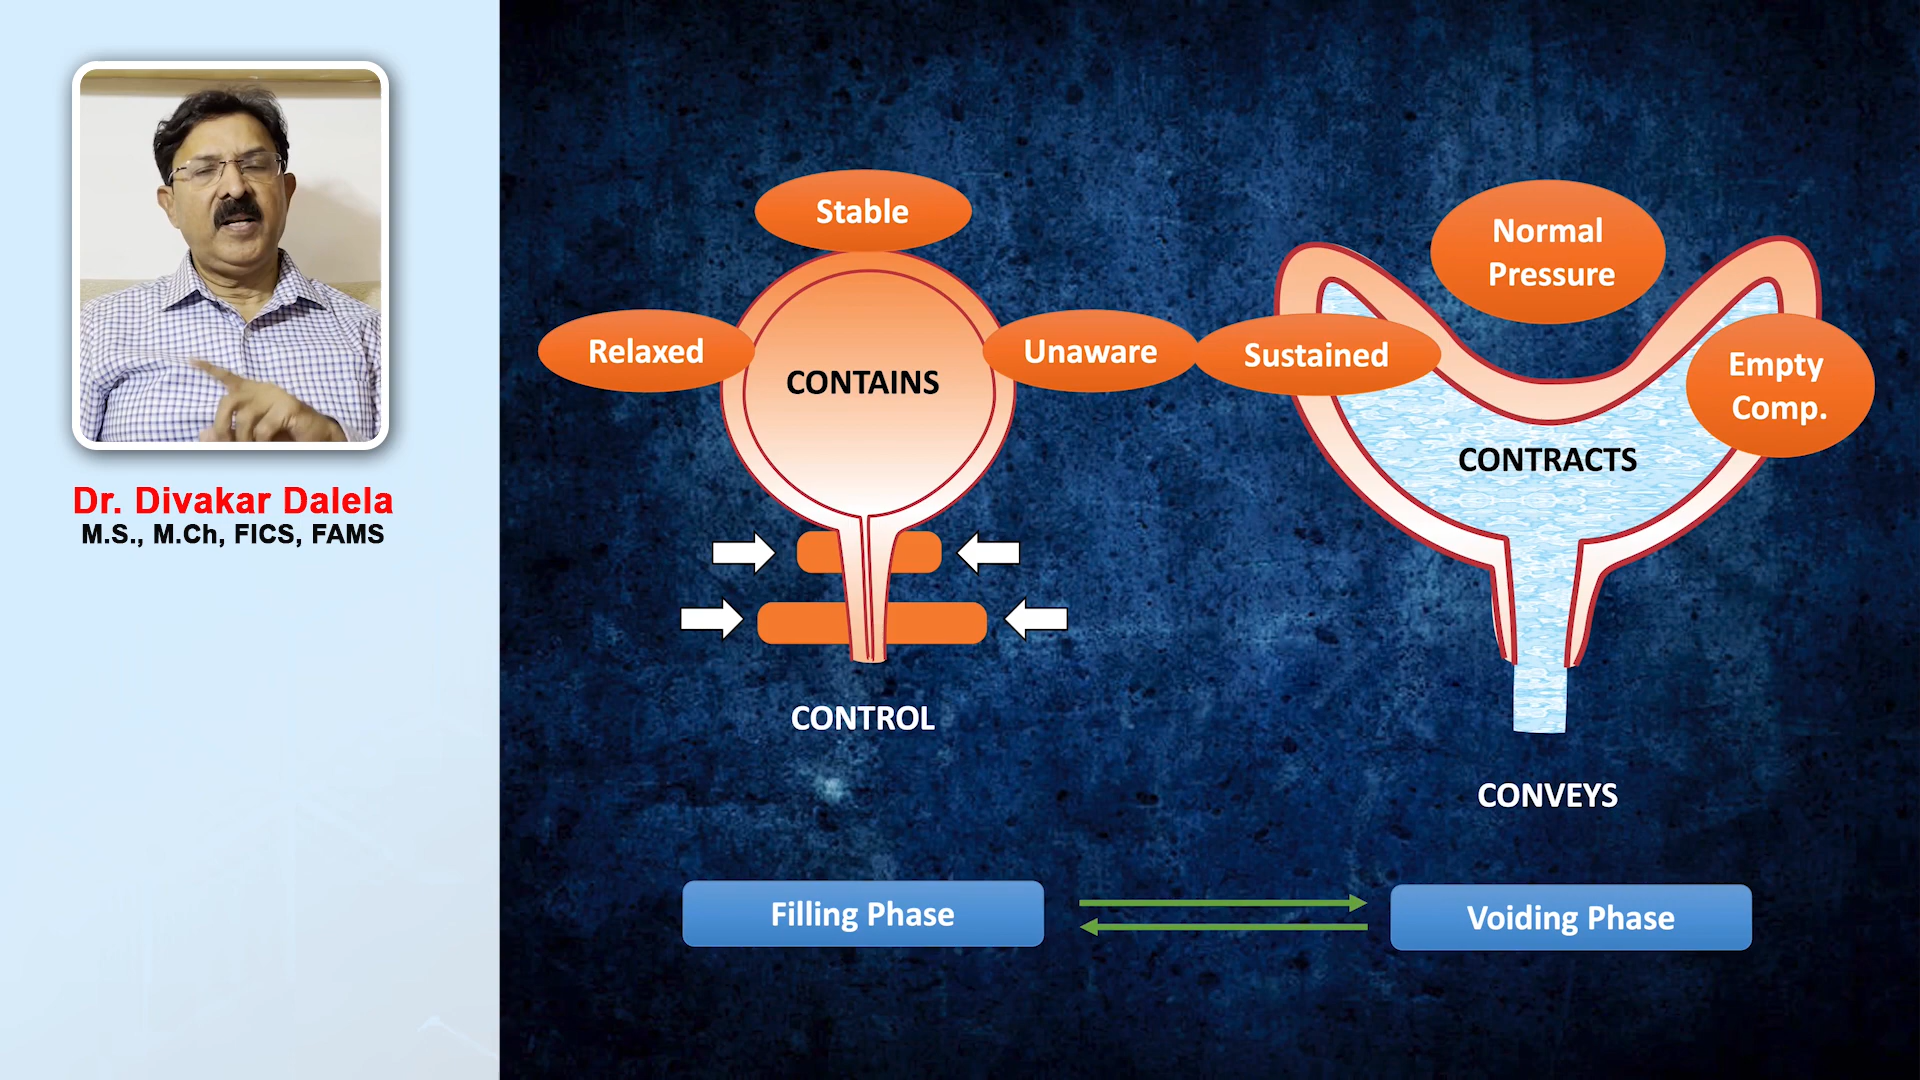 Dr. Divakar Dalela
M.S., M.Ch, FICS, FAMS
Stable
Relaxed
CONTAINS
Unaware
CONTROL
Filling Phase
Normal
Pressure
Sustained
Empty
Comp.
CONTRACTS
CONVEYS
Voiding Phase